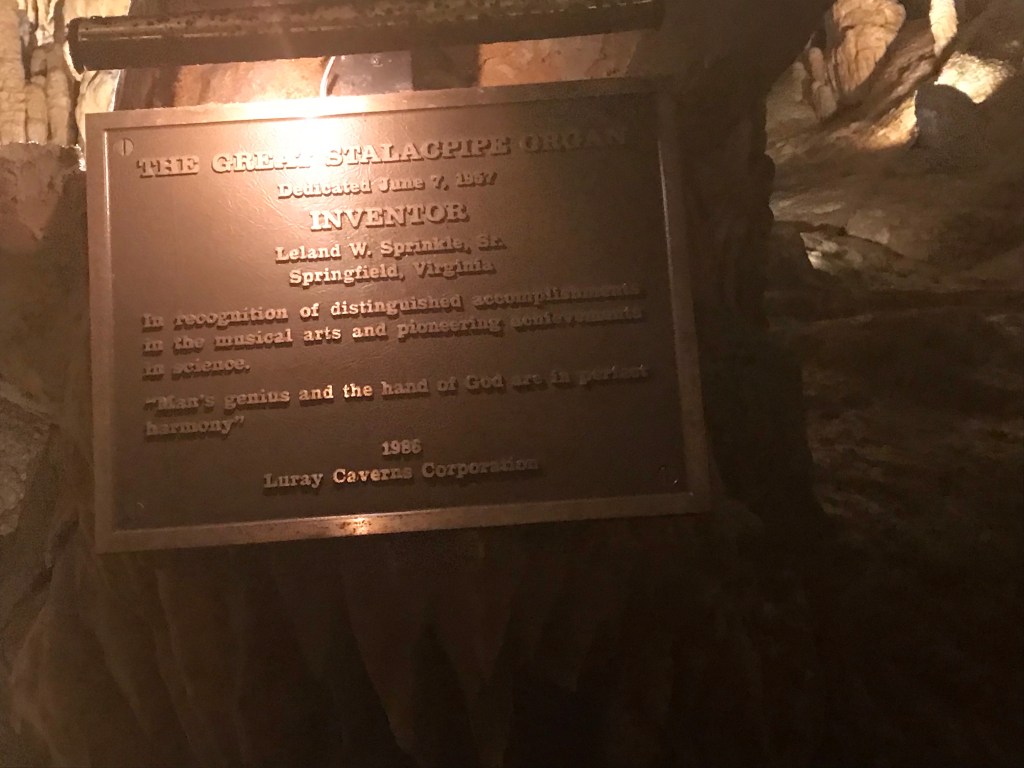 THE GREAT STALACPIPE ORGAN
Dedicated June 7, 1957
INVENTOR
Leland W. Sprinkle, Sr.
Springfield, Virginia
In recognition of distinguished accomplishments
in the musical arts and pioneering achievements
in science.
"Man's genius and the hand of God are in perfect
harmony"
1986
Luray Caverns Corporation